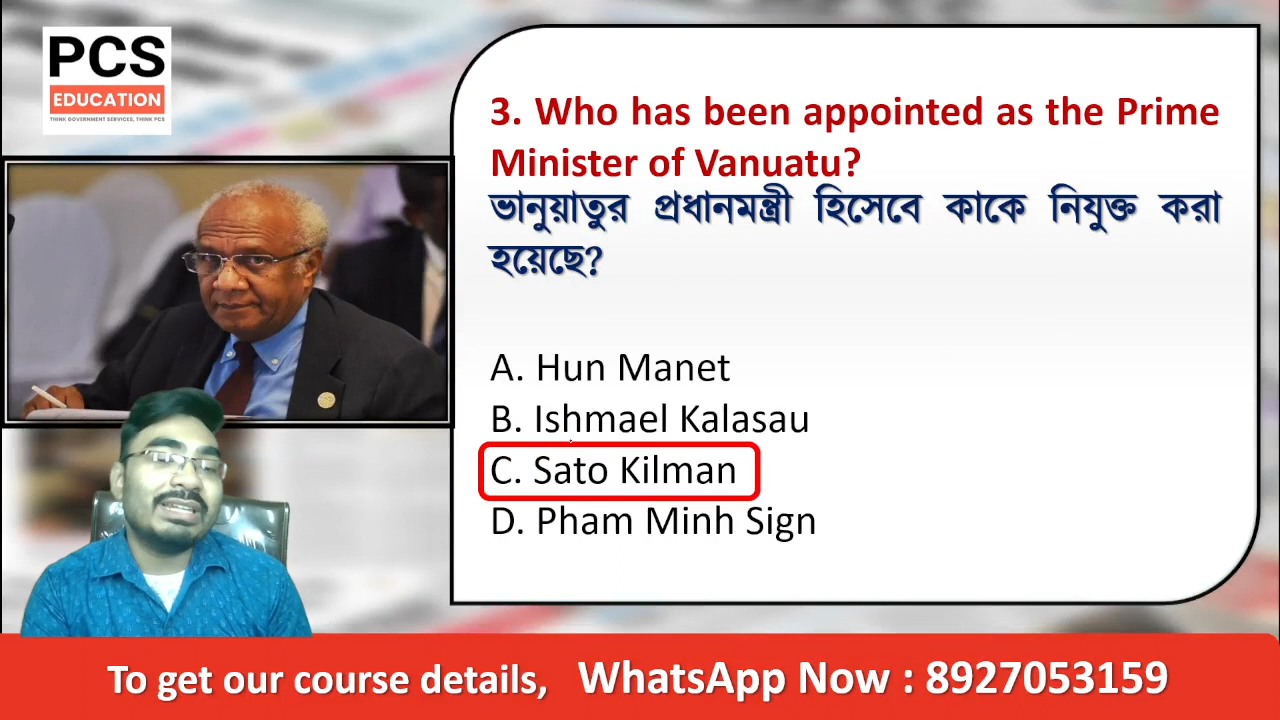 PCS
EDUCATION
THINK GOVERNMENT SERVICES, THINK PCS
3. Who has been appointed as the Prime
Minister of Vanuatu?
ভানুয়াতুর প্রধানমন্ত্রী হিসেবে কাকে নিযুক্ত করা
হয়েছে?
A. Hun Manet
B. Ishmael Kalasau
C. Sato Kilman
D. Pham Minh Sign
To get our course details, WhatsApp Now : 8927053159